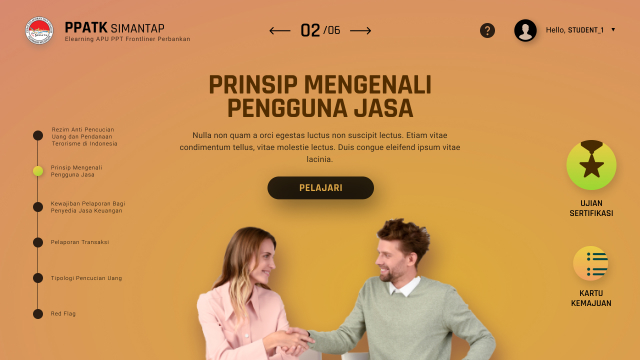 PPATK SIMANTAP
Elearning APU PPT Frontliner Perbankan
02 /06
?
Hello, STUDENT_1
PRINSIP MENGENALI
PENGGUNA JASA
Nulla non quam a orci egestas luctus non suscipit lectus. Etiam vitae
condimentum tellus, vitae molestie lectus. Duis congue eleifend ipsum vitae
lacinia.
PELAJARI
Rezim Anti Pencucian
Uang dan Pendanaan
Terorisme di Indonesia
Prinsip Mengenali
Pengguna Jasa
Kewajiban Pelaporan Bagi
Penyedia Jasa Keuangan
Pelaporan Transaksi
Tipologi Pencucian Uang
Red Flag
UJIAN
SERTIFIKASI
KARTU
KEMAJUAN